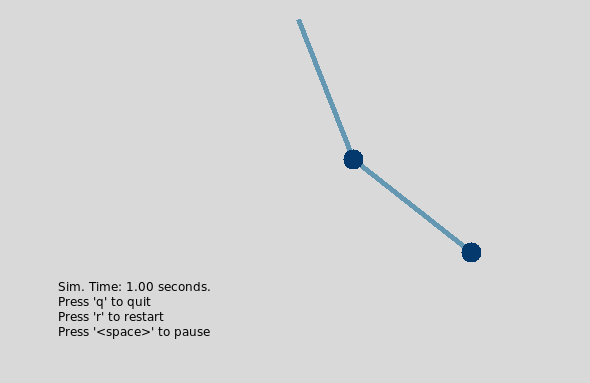 Sim. Time: 1.00 seconds.
Press 'q' to quit
Press 'r' to restart
Press '<space>' to pause